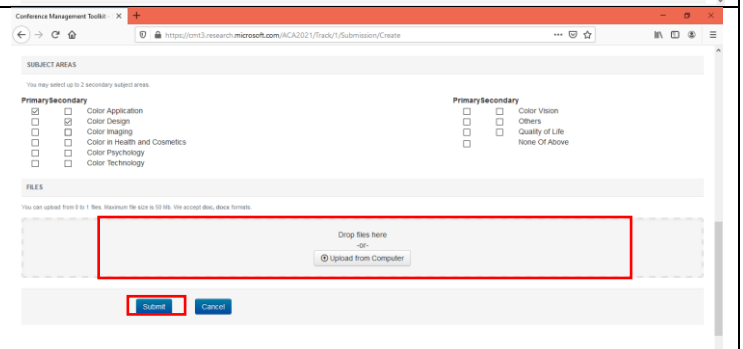 Conference Management Toolkit -
https://cmt3.research.microsoft.com/ACA2021/Track/1/Submission/Create
SUBJECT AREAS
You may select up to 2 secondary subject areas.
Primary Secondary
Color Application
Color Design
Color Imaging
Color in Health and Cosmetics
Color Psychology
Color Technology
Primary Secondary
Color Vision
Others
Quality of Life
None Of Above
FILES
You can upload from 0 to 1 files. Maximum file size is 50 Mb. We accept doc, docx formats.
Drop files here
-or-
Upload from Computer
Submit
Cancel